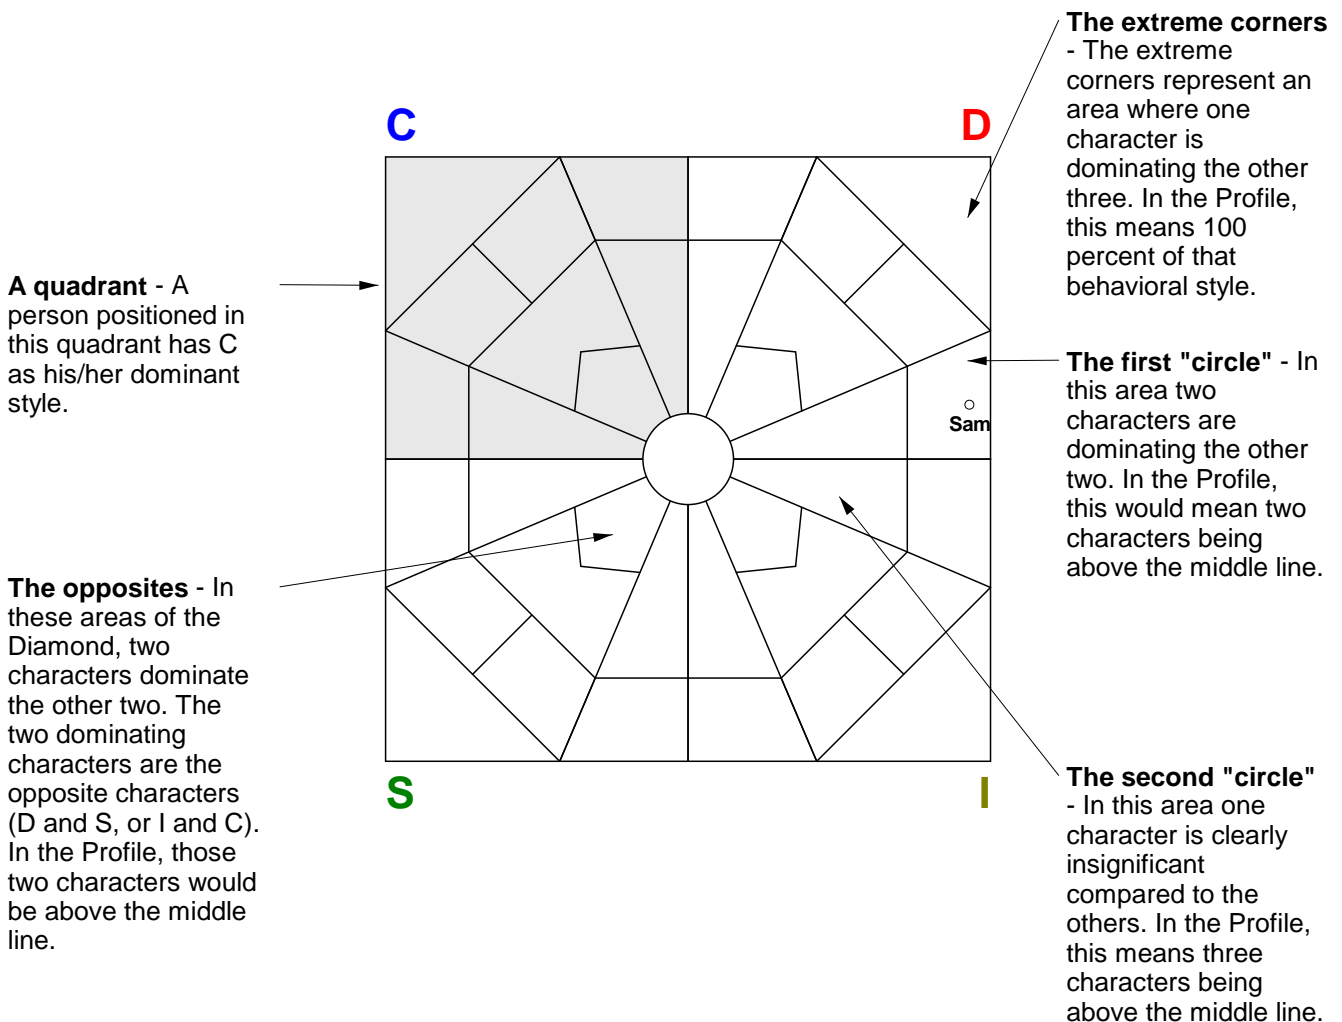 The extreme corners
- The extreme
corners represent an
area where one
character is
dominating the other
three. In the Profile,
this means 100
percent of that
behavioral style.
C
D
A quadrant - A
person positioned in
this quadrant has C
as his/her dominant
style.
The first "circle" - In
this area two
characters are
dominating the other
two. In the Profile,
this would mean two
characters being
above the middle line.
Sam
The opposites - In
these areas of the
Diamond, two
characters dominate
the other two. The
two dominating
characters are the
opposite characters
(D and S, or I and C).
In the Profile, those
two characters would
be above the middle
line.
S
I
The second "circle"
- In this area one
character is clearly
insignificant
compared to the
others. In the Profile,
this means three
characters being
above the middle line.